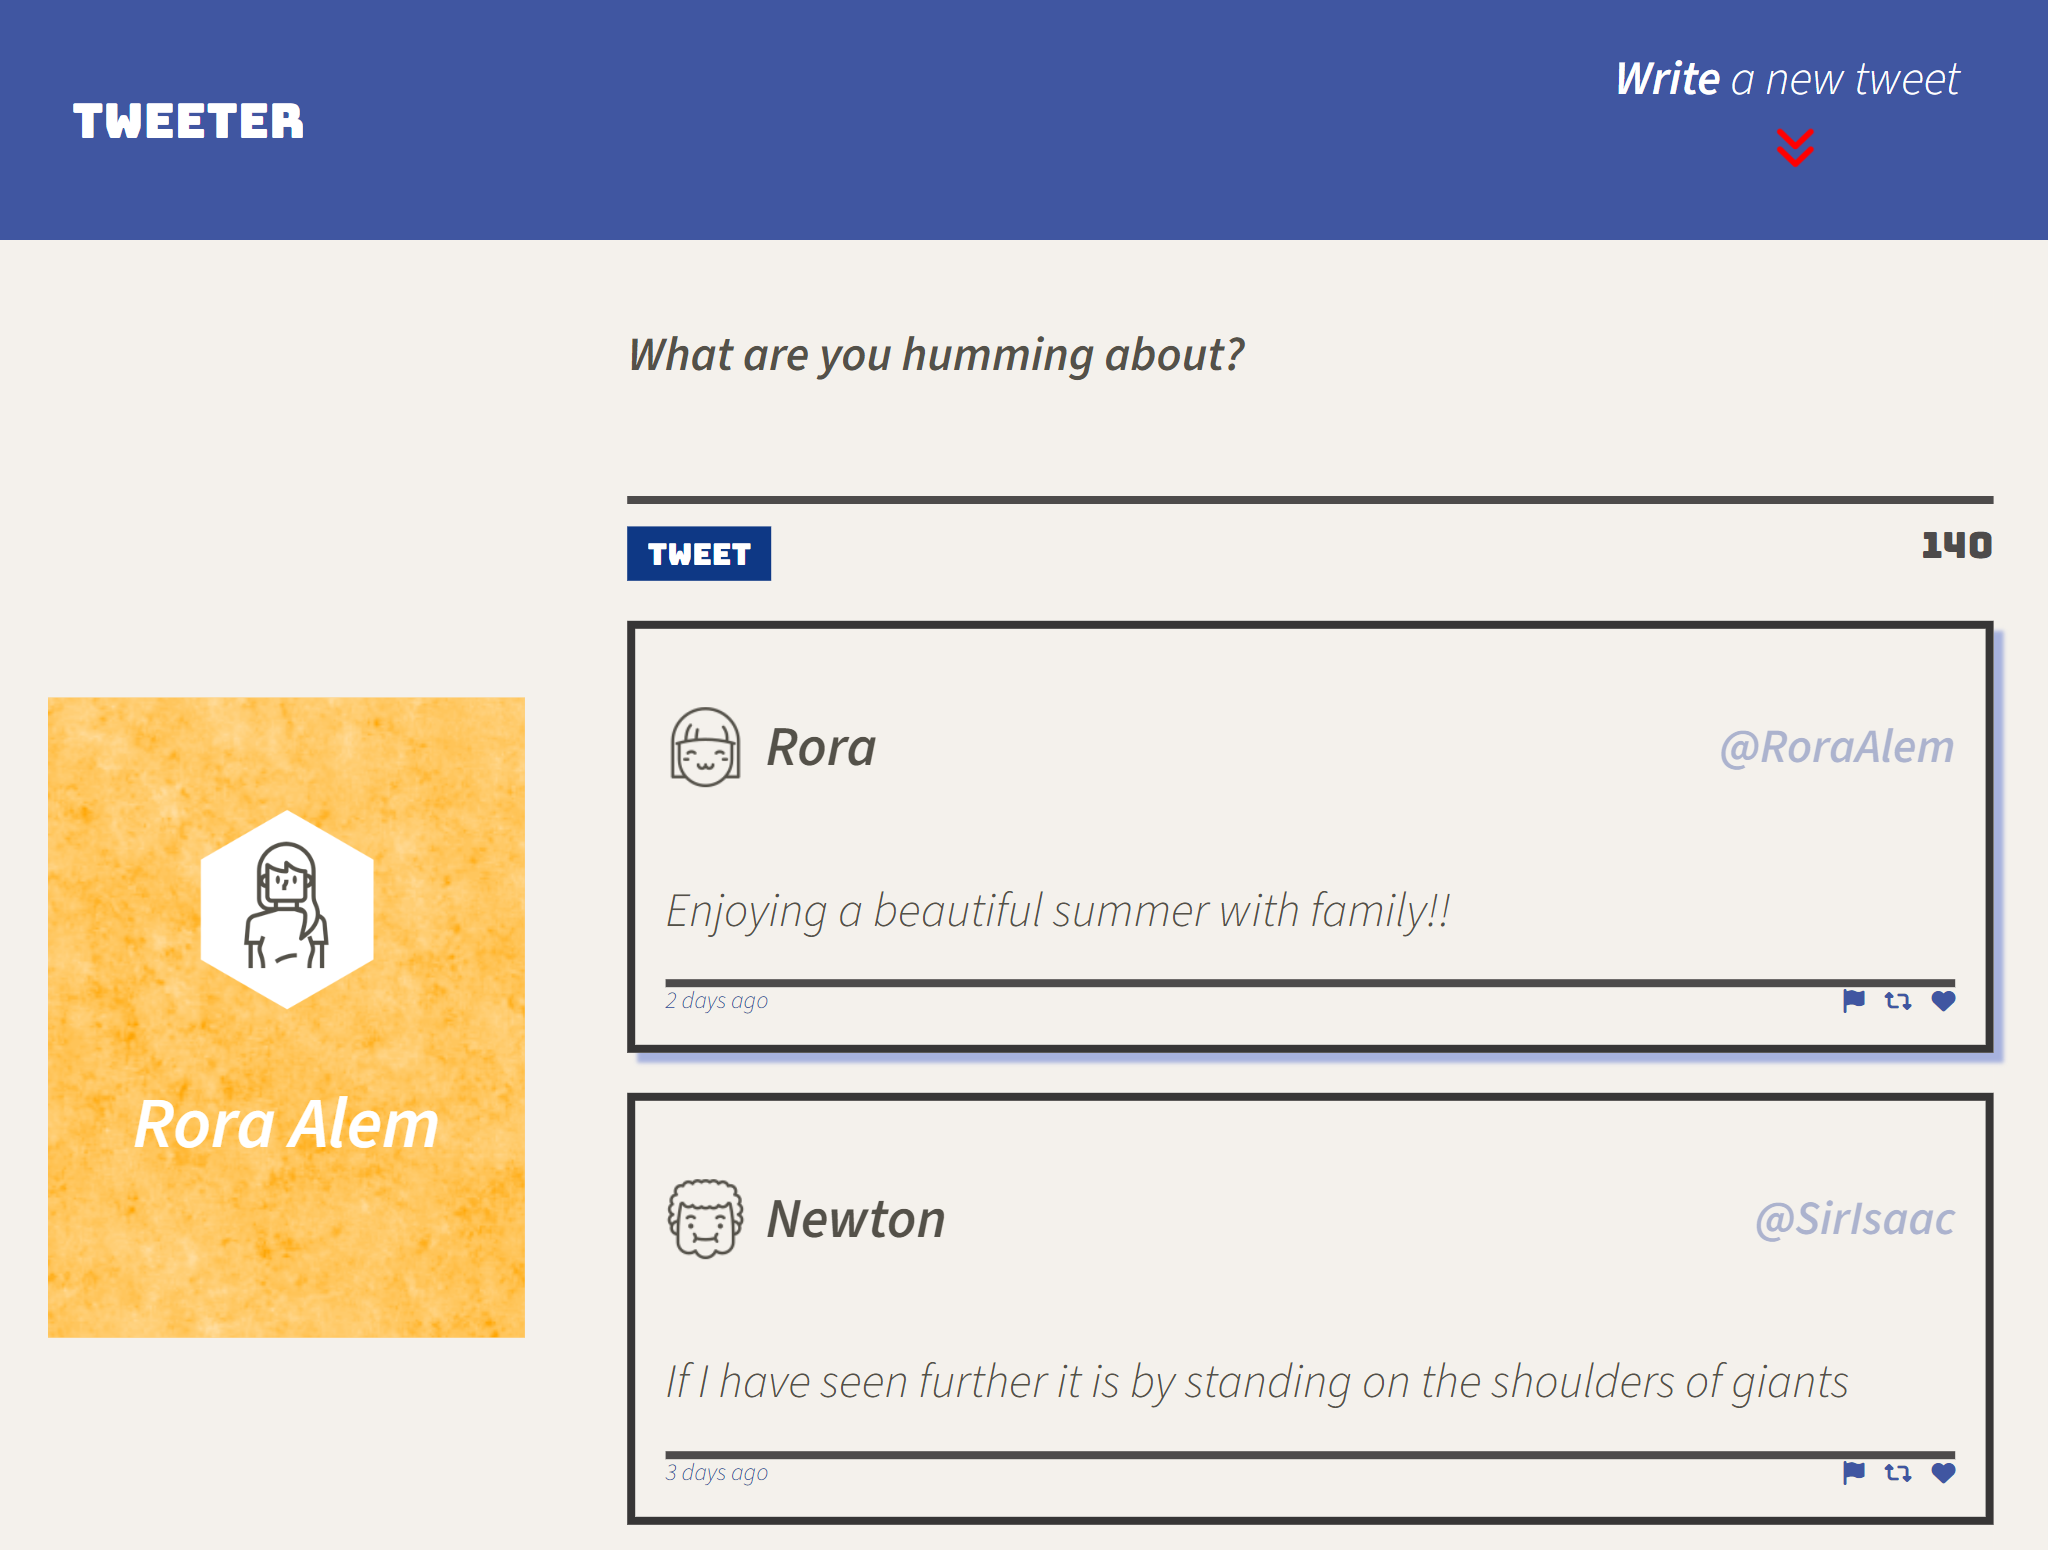 TWEETER
Write a new tweet
What are you humming about?
TWEET
140
Rora Alem
Rora
@RoraAlem
Enjoying a beautiful summer with family!!
2 days ago
Newton
@SirIsaac
If I have seen further it is by standing on the shoulders of giants
3 days ago